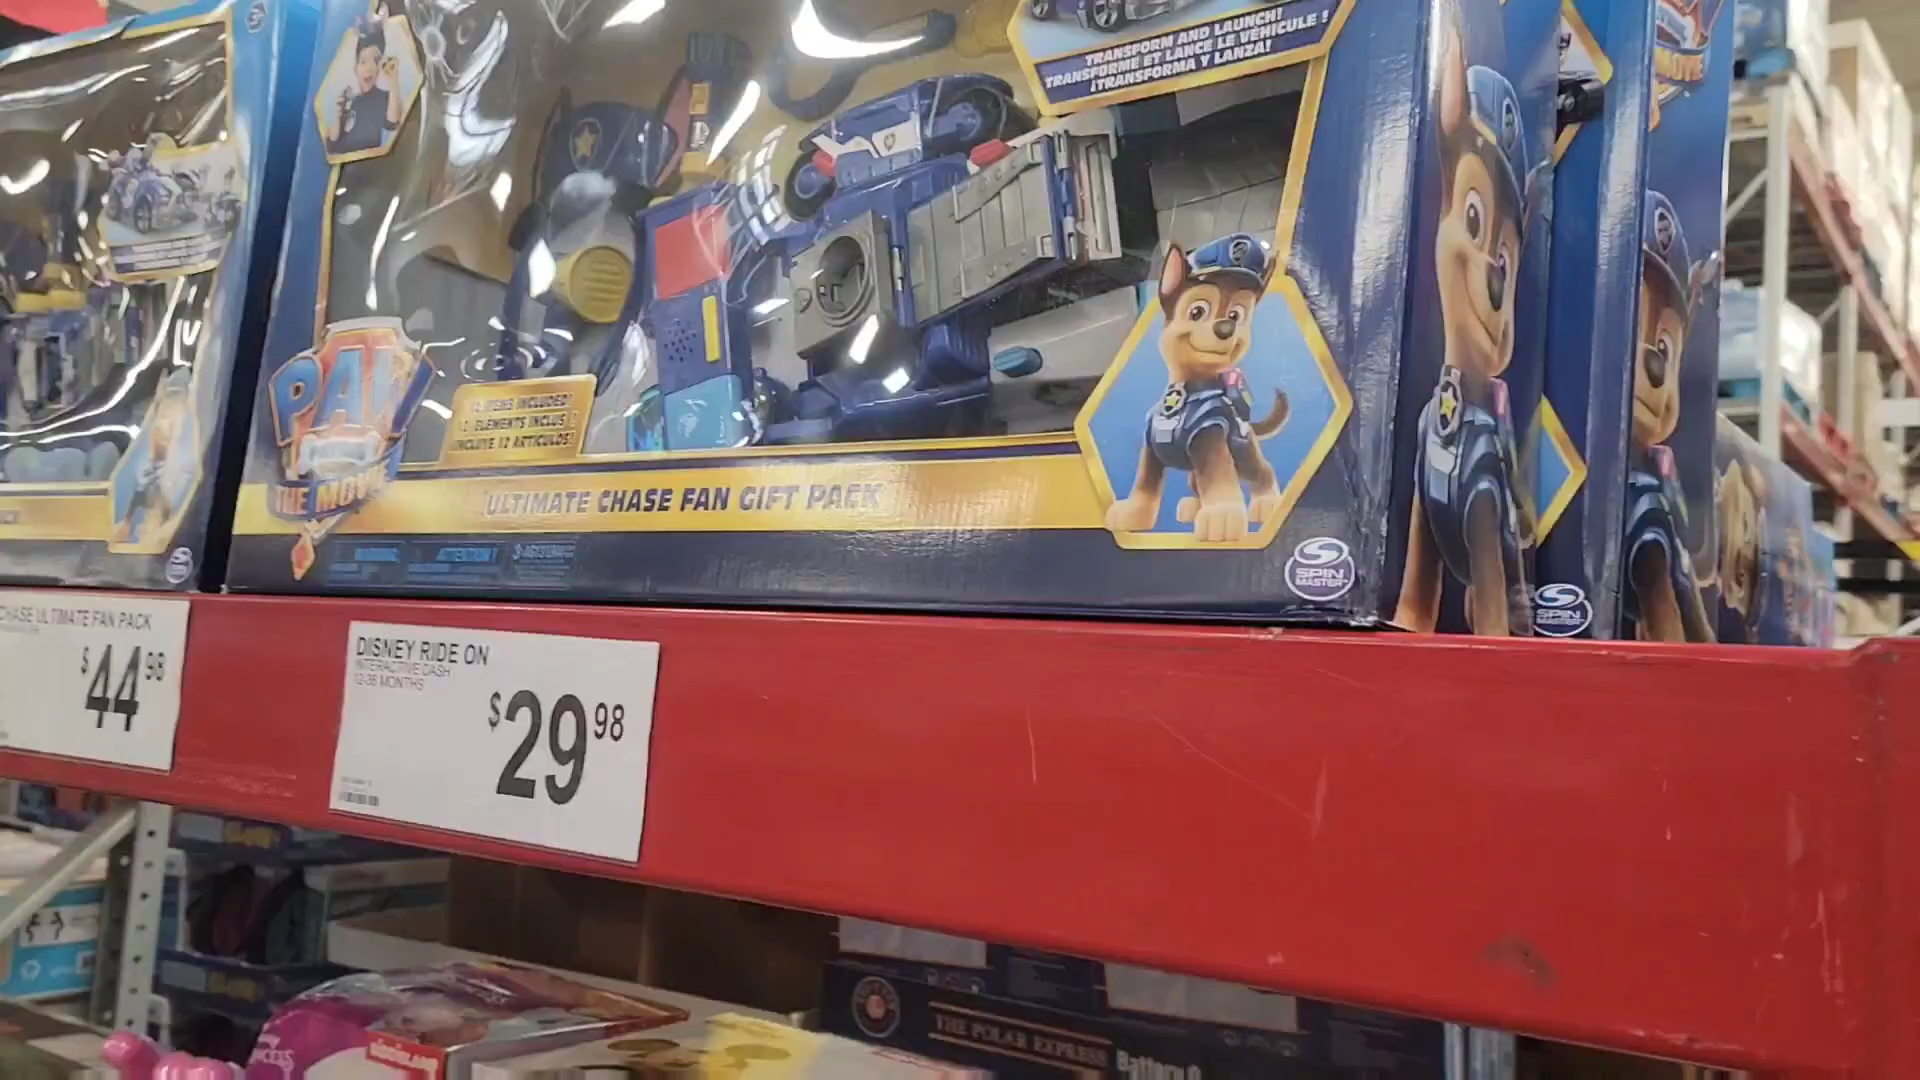 TRANSFORM AND LAUNCH!
TRANSFORME ET LANCE LE VÉHICULE !
¡TRANSFORMA Y LANZA!
MOVIE
PAW
THE MOVIE
12 ITEMS INCLUDED!
12 ÉLÉMENTS INCLUS !
INCLUYE 12 ARTÍCULOS!
ULTIMATE CHASE FAN GIFT PACK
WARNING:
ATTENTION !
SPIN
MASTER
SPIN
MASTER
CHASE ULTIMATE FAN PACK
$44 98
DISNEY RIDE ON
INTERACTIVE DASH
12-36 MONTHS
$29 98
THE POLAR EXPRESS